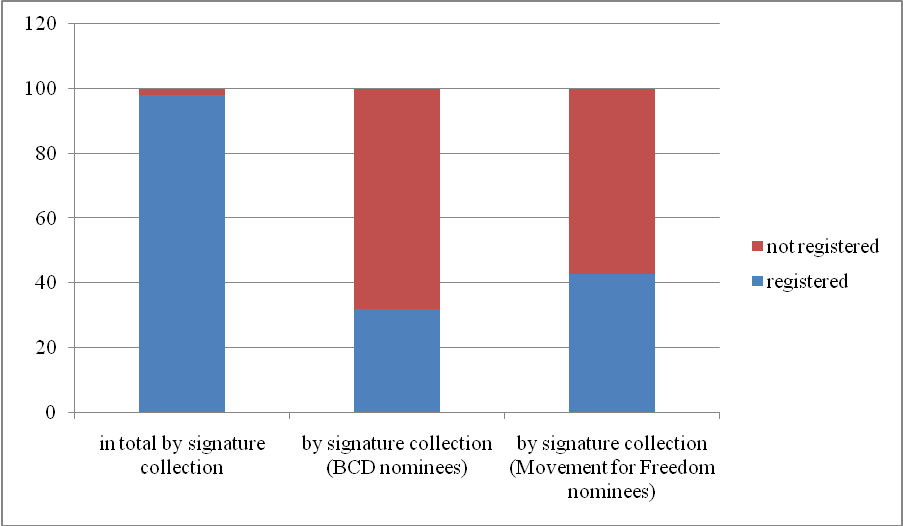 120
100
80
60
40
20
0
in total by signature
collection
by signature collection
(BCD nominees)
by signature collection
(Movement for Freedom
nominees)
not registered
registered